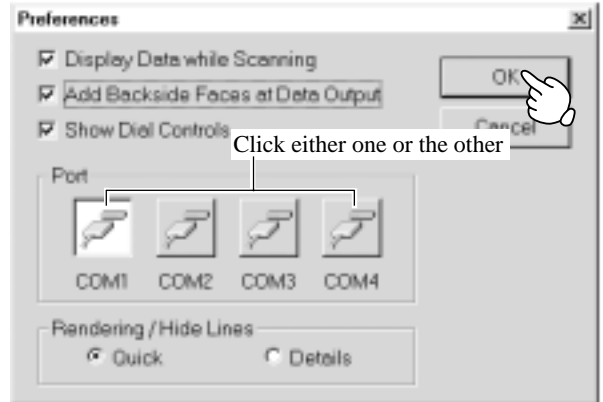 Preferences
Display Data while Scanning
Add Backside Faces at Data Output
Show Dial Controls
OK
Cancel
Click either one or the other
Port
COM1 COM2 COM3 COM4
Rendering / Hide Lines
Quick Details